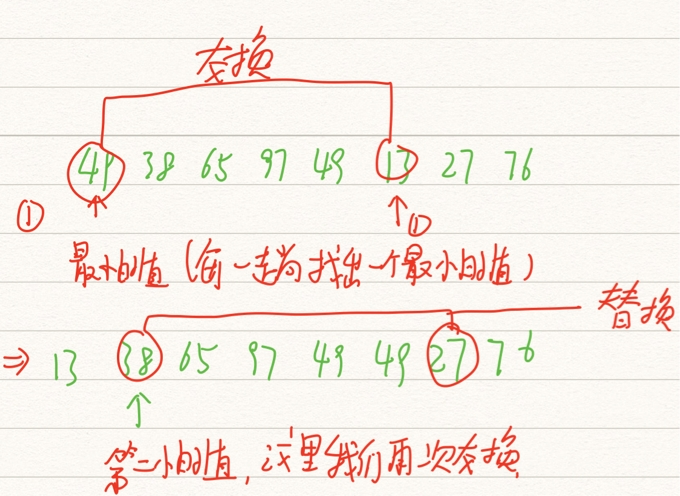 交换
49 38 65 97 49 13 27 76
① ①
最小的值(每一趟找出一个最小的值)
替换
⇒ 13 38 65 97 49 49 27 76
第二小的值,这里我们再次交换